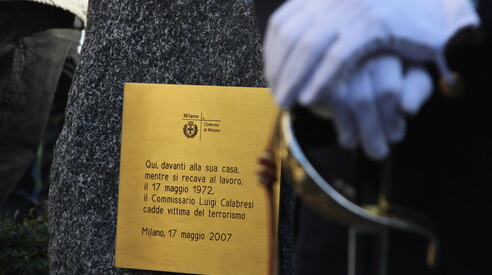 Milano
Comune
di Milano
Qui, davanti alla sua casa,
mentre si recava al lavoro,
il 17 maggio 1972,
il Commissario Luigi Calabresi
cadde vittima del terrorismo
Milano, 17 maggio 2007